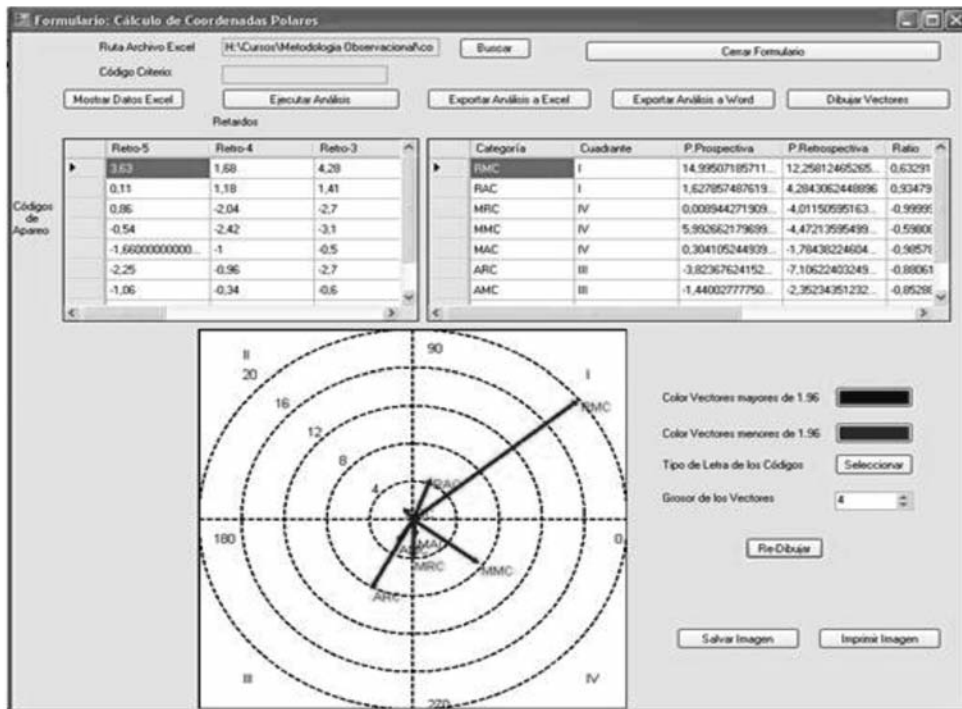 Formulario: Cálculo de Coordenadas Polares
Ruta Archivo Excel H:\Cursos\Metodologia Observacional\co Buscar Cerrar Formulario
Código Criterio:
Mostrar Datos Excel Ejecutar Análisis Exportar Análisis a Excel Exportar Análisis a Word Dibujar Vectores
Retardos
Códigos de Apareo
Retro-5 Retro-4 Retro-3
3,63 1,68 4,28
0,11 1,18 1,41
0,86 -2,04 -2,7
-0,54 -2,42 -3,1
-1,66000000000... -1 -0,5
-2,25 -0,96 -2,7
-1,06 -0,34 -0,6
Categoría Cuadrante P.Prospectiva P.Retrospectiva Ratio
RMC I 14,99507185711... 12,25812465265... 0,63291
RAC I 1,627857487619... 4,2843062448896 0,93479
MRC IV 0,008944271909... -4,01150595163... -0,99999
MMC IV 5,992662179699... -4,47213595499... -0,59808
MAC IV 0,304105244939... -1,78438224604... -0,98578
ARC III -3,82367624152... -7,10622403249... -0,88061
AMC III -1,44002777750... -2,35234351232... -0,85288
II 90 I
20
16
12
8
4
RMC
RAC
180 0
MRC
MMC
ARC
III IV
270
Color Vectores mayores de 1.96
Color Vectores menores de 1.96
Tipo de Letra de los Códigos Seleccionar
Grosor de los Vectores 4
Re-Dibujar
Salvar Imagen Imprimir Imagen